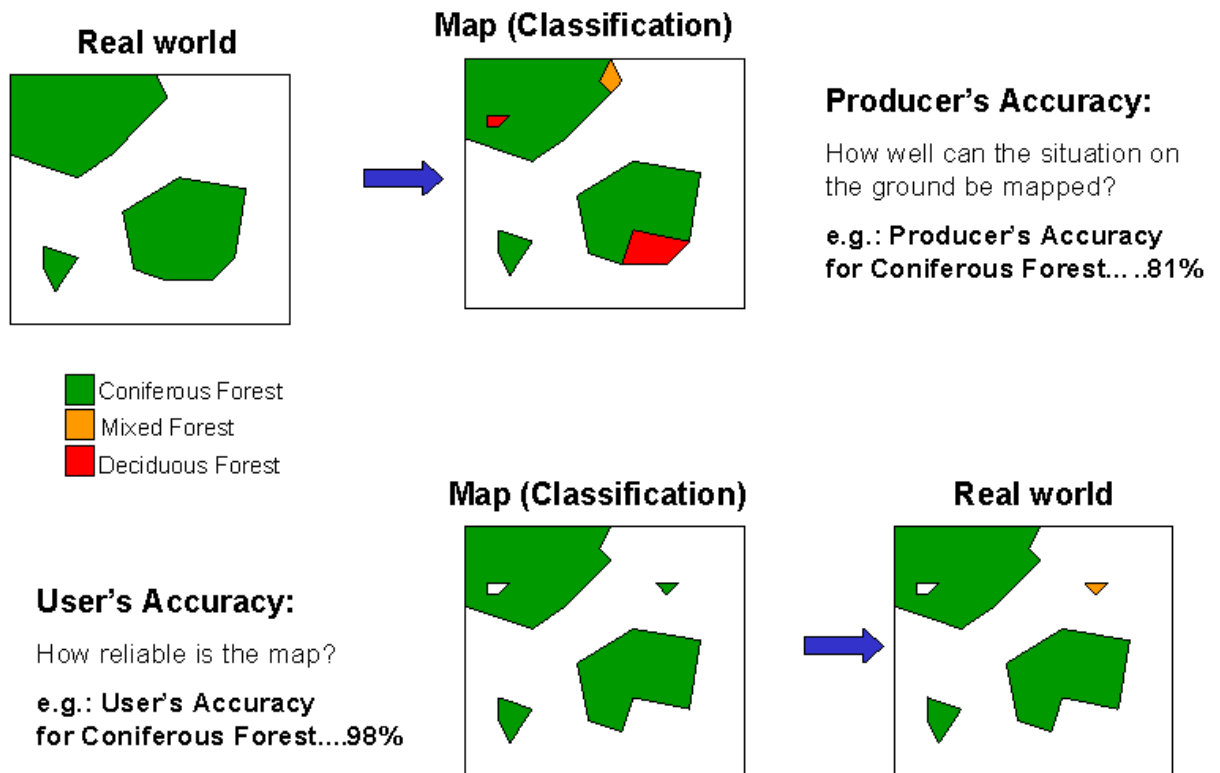 Real world
Map (Classification)
Producer's Accuracy:
How well can the situation on
the ground be mapped?
e.g.: Producer's Accuracy
for Coniferous Forest... ..81%
Coniferous Forest
Mixed Forest
Deciduous Forest
Map (Classification)
Real world
User's Accuracy:
How reliable is the map?
e.g.: User's Accuracy
for Coniferous Forest....98%